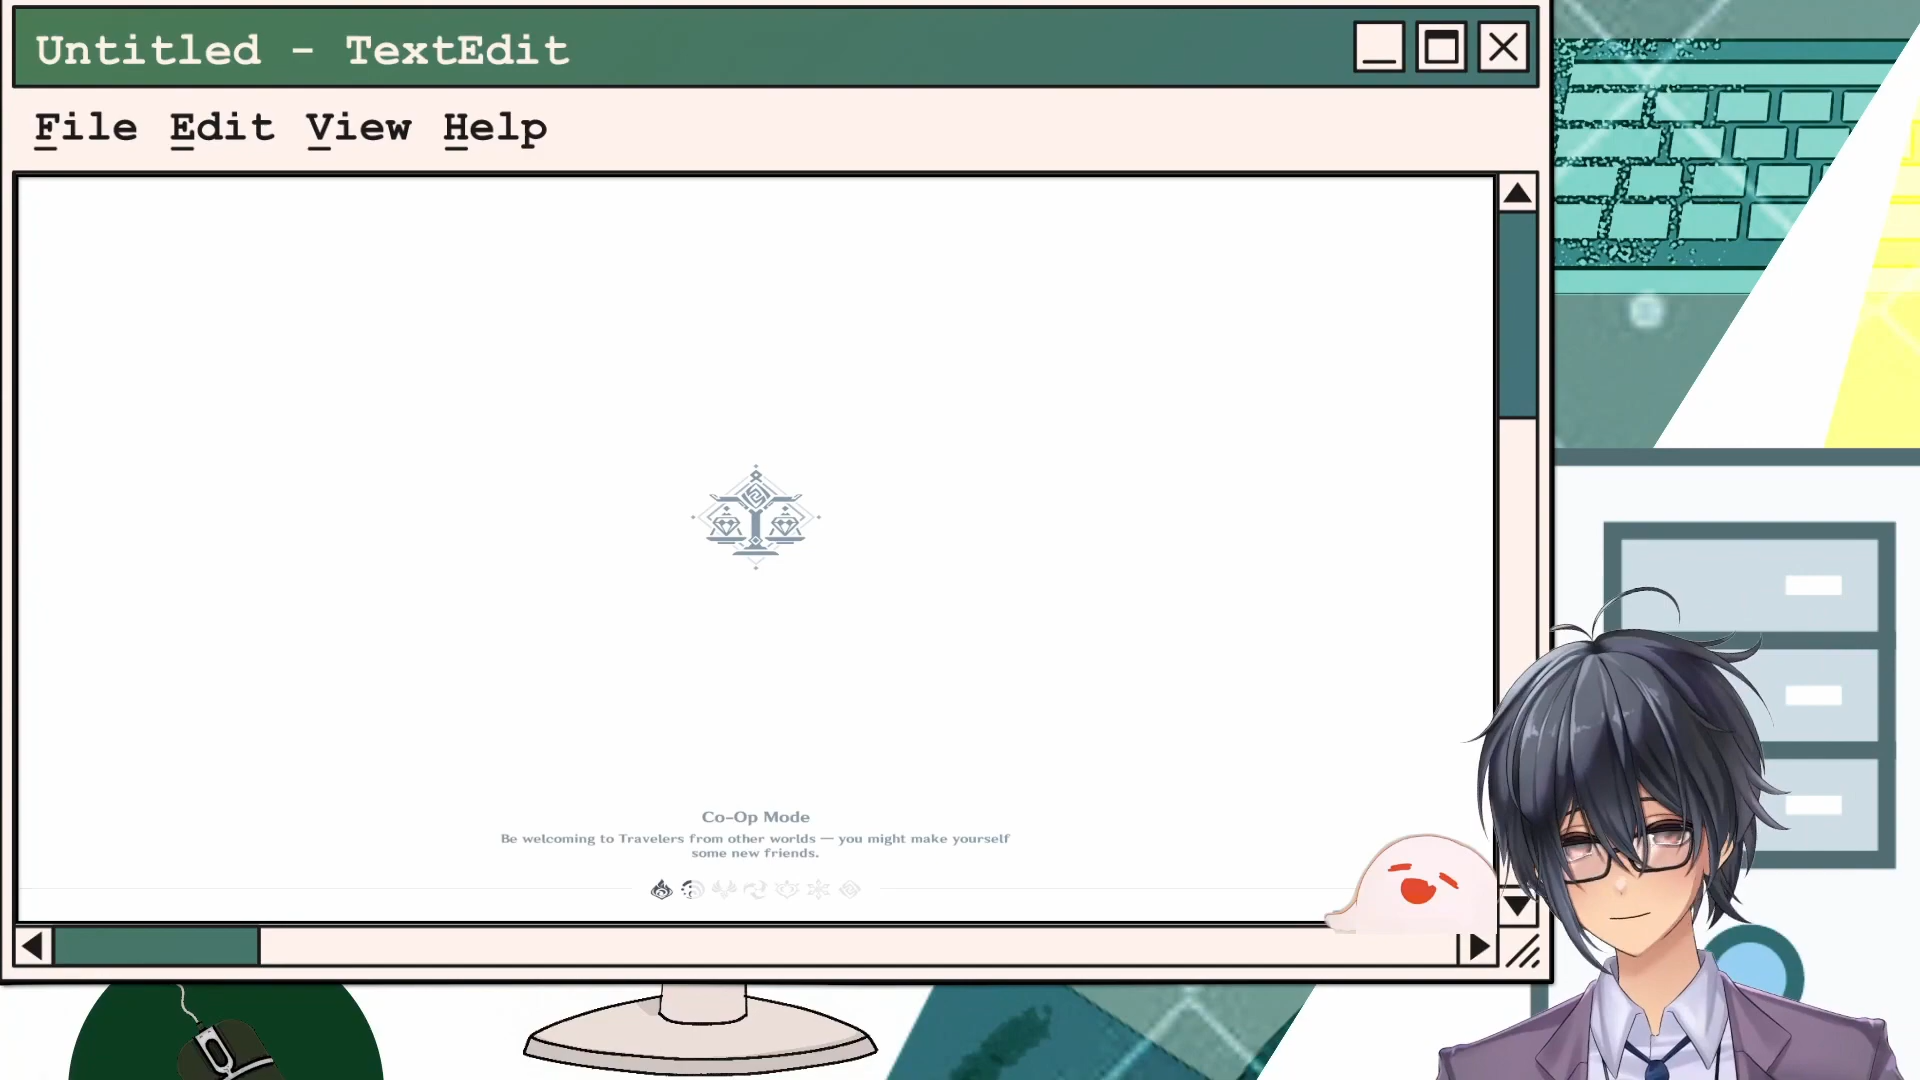 Untitled - TextEdit
File Edit View Help
Co-Op Mode
Be welcoming to Travelers from other worlds — you might make yourself
some new friends.